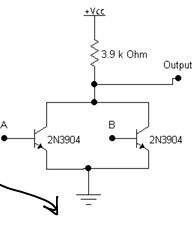 +Vcc
3.9 k Ohm
Output
A
B
2N3904
2N3904